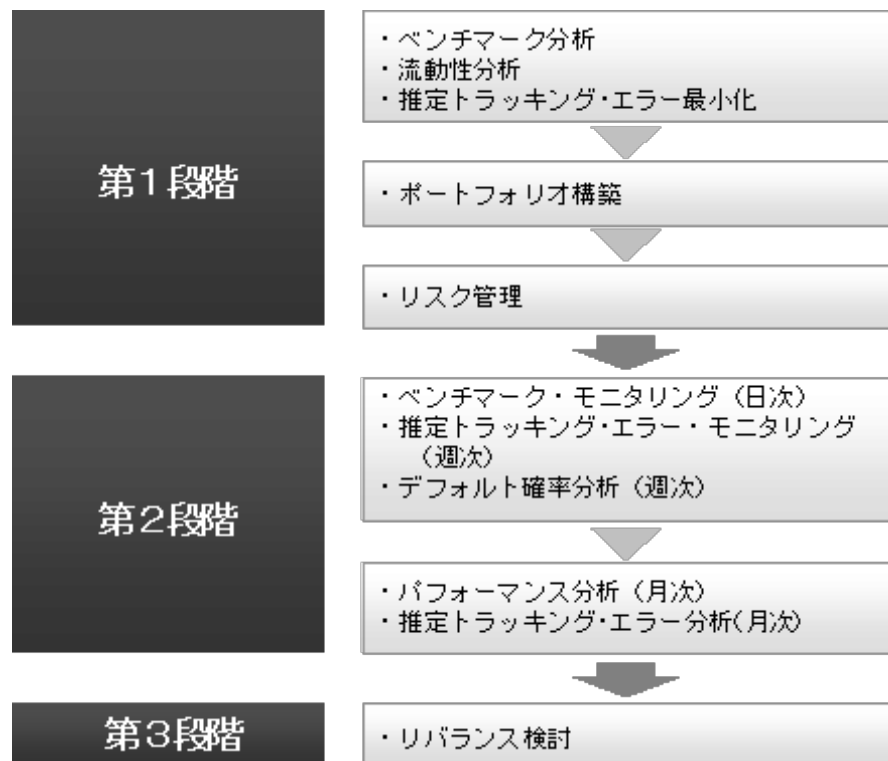 第１段階
・ベンチマーク分析
・流動性分析
・推定トラッキング・エラー最小化
・ポートフォリオ構築
・リスク管理
第２段階
・ベンチマーク・モニタリング（日次）
・推定トラッキング・エラー・モニタリング
（週次）
・デフォルト確率分析（週次）
・パフォーマンス分析（月次）
・推定トラッキング・エラー分析(月次)
第３段階
・リバランス検討